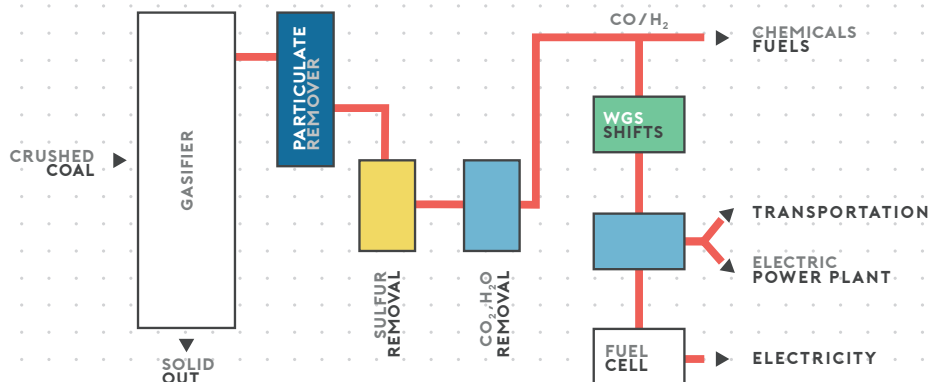 CO/H₂
CHEMICALS
FUELS
PARTICULATE
REMOVER
WGS
SHIFTS
CRUSHED
COAL
GASIFIER
TRANSPORTATION
ELECTRIC
POWER PLANT
SULFUR
REMOVAL
CO₂,H₂O
REMOVAL
FUEL
CELL
ELECTRICITY
SOLID
OUT